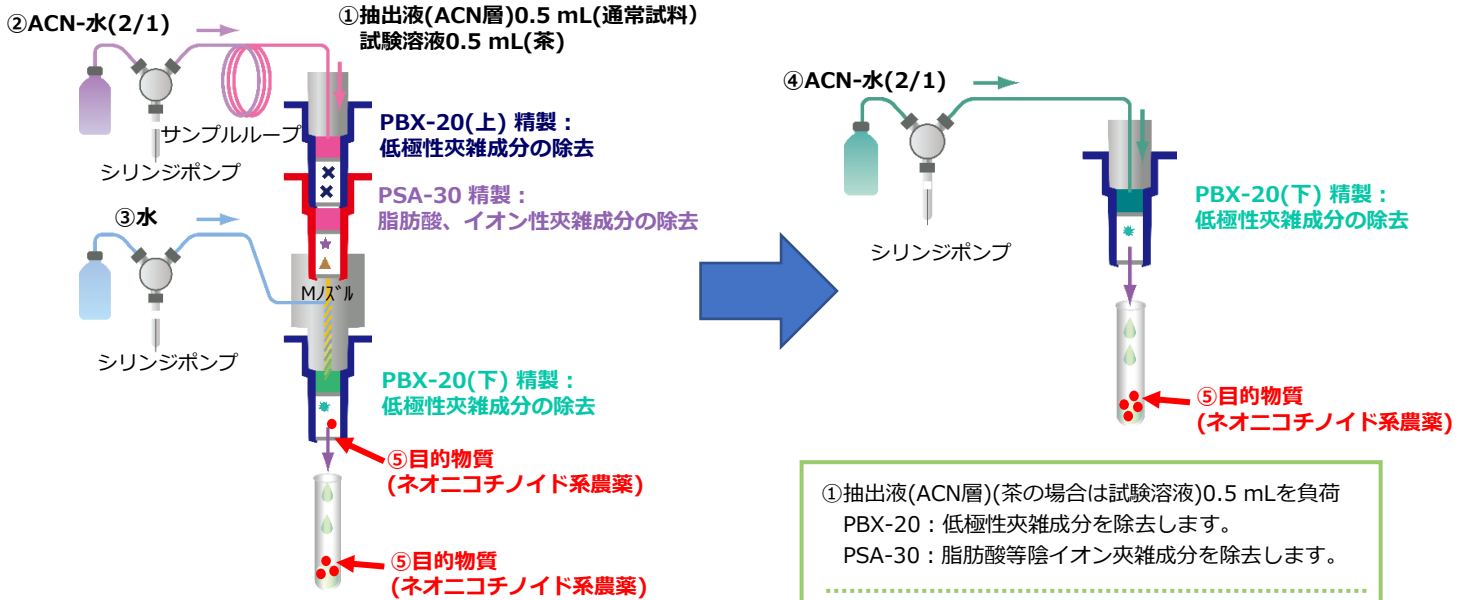 ②ACN-水(2/1)
①抽出液(ACN層)0.5 mL(通常試料)
試験溶液0.5 mL(茶)
サンプルループ
シリンジポンプ
PBX-20(上) 精製：
低極性夾雑成分の除去
PSA-30 精製：
脂肪酸、イオン性夾雑成分の除去
③水
Mﾉｽﾞﾙ
シリンジポンプ
PBX-20(下) 精製：
低極性夾雑成分の除去
⑤目的物質
(ネオニコチノイド系農薬)
⑤目的物質
(ネオニコチノイド系農薬)
④ACN-水(2/1)
シリンジポンプ
PBX-20(下) 精製：
低極性夾雑成分の除去
⑤目的物質
(ネオニコチノイド系農薬)
①抽出液(ACN層)(茶の場合は試験溶液)0.5 mLを負荷
PBX-20：低極性夾雑成分を除去します。
PSA-30：脂肪酸等陰イオン夾雑成分を除去します。